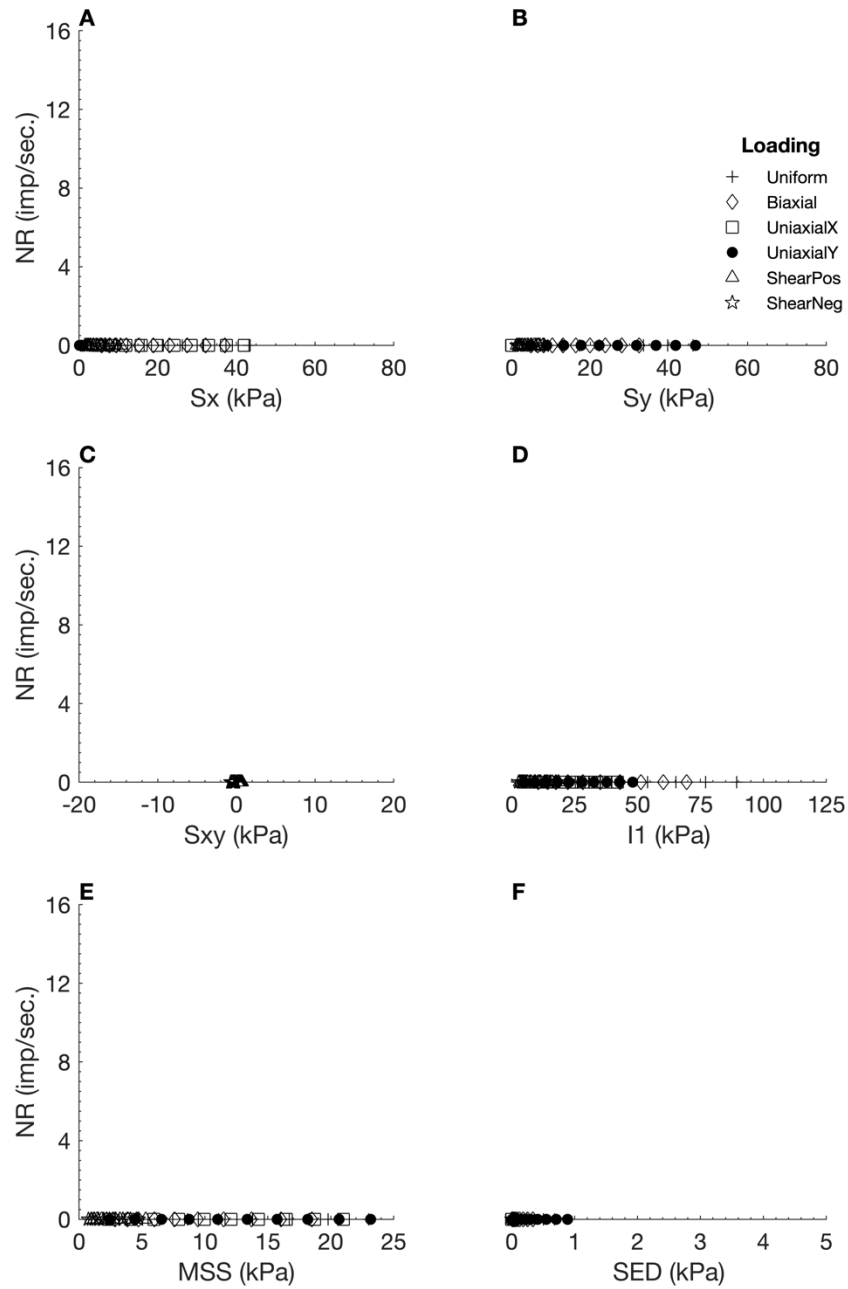 A
16
12
8
4
0
NR (imp/sec.)
0 20 40 60 80
Sx (kPa)
B
Loading
Uniform
Biaxial
UniaxialX
UniaxialY
ShearPos
ShearNeg
0 20 40 60 80
Sy (kPa)
C
16
12
8
4
0
NR (imp/sec.)
-20 -10 0 10 20
Sxy (kPa)
D
0 25 50 75 100 125
I1 (kPa)
E
16
12
8
4
0
NR (imp/sec.)
0 5 10 15 20 25
MSS (kPa)
F
0 1 2 3 4 5
SED (kPa)